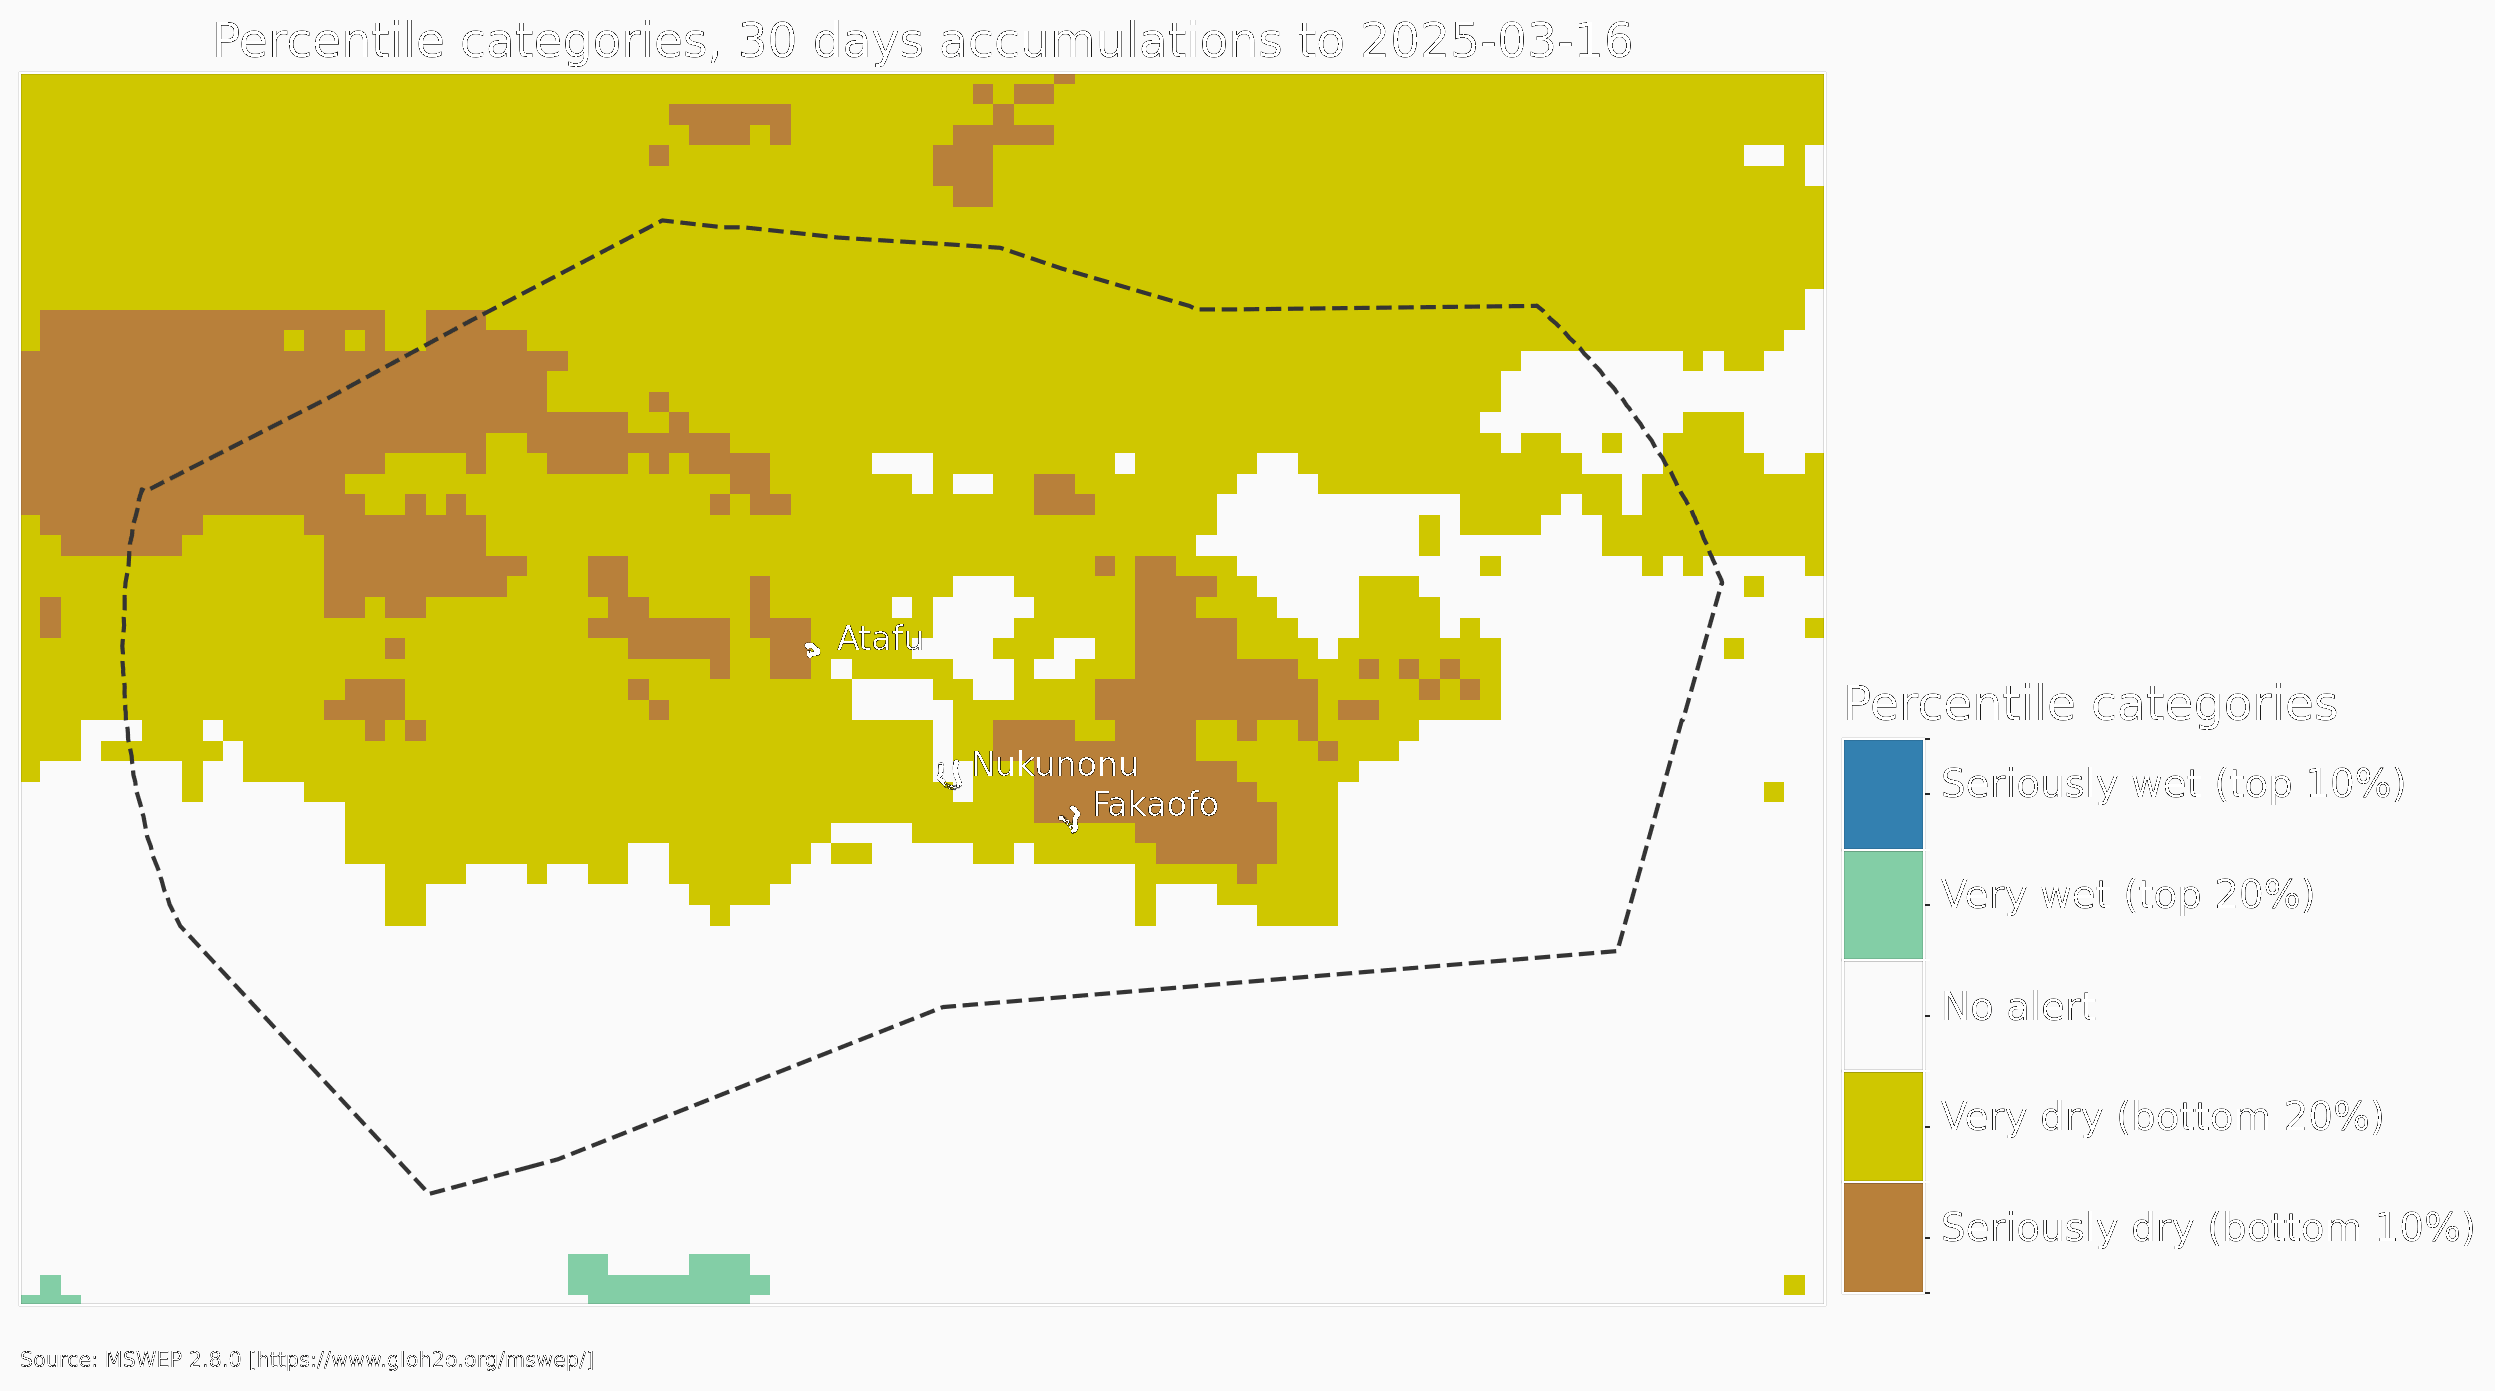 Percentile categories, 30 days accumulations to 2025-03-16
Atafu
Nukunonu
Fakaofo
Percentile categories
Seriously wet (top 10%)
Very wet (top 20%)
No alert
Very dry (bottom 20%)
Seriously dry (bottom 10%)
Source: MSWEP 2.8.0 [https://www.gloh2o.org/mswep/]